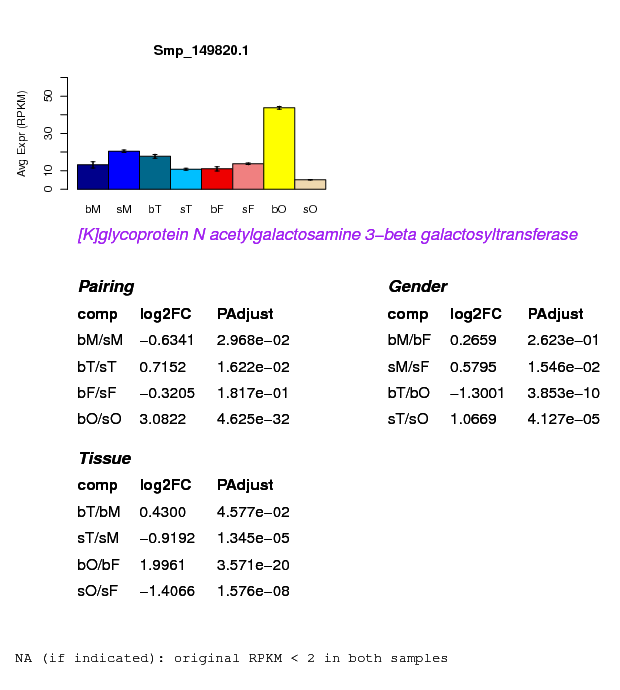 Smp_149820.1
Avg Expr (RPKM)
50
30
10
0
bM sM bT sT bF sF bO sO
[K]glycoprotein N acetylgalactosamine 3−beta galactosyltransferase
Pairing
comp log2FC PAdjust
bM/sM −0.6341 2.968e−02
bT/sT 0.7152 1.622e−02
bF/sF −0.3205 1.817e−01
bO/sO 3.0822 4.625e−32
Gender
comp log2FC PAdjust
bM/bF 0.2659 2.623e−01
sM/sF 0.5795 1.546e−02
bT/bO −1.3001 3.853e−10
sT/sO 1.0669 4.127e−05
Tissue
comp log2FC PAdjust
bT/bM 0.4300 4.577e−02
sT/sM −0.9192 1.345e−05
bO/bF 1.9961 3.571e−20
sO/sF −1.4066 1.576e−08
NA (if indicated): original RPKM < 2 in both samples